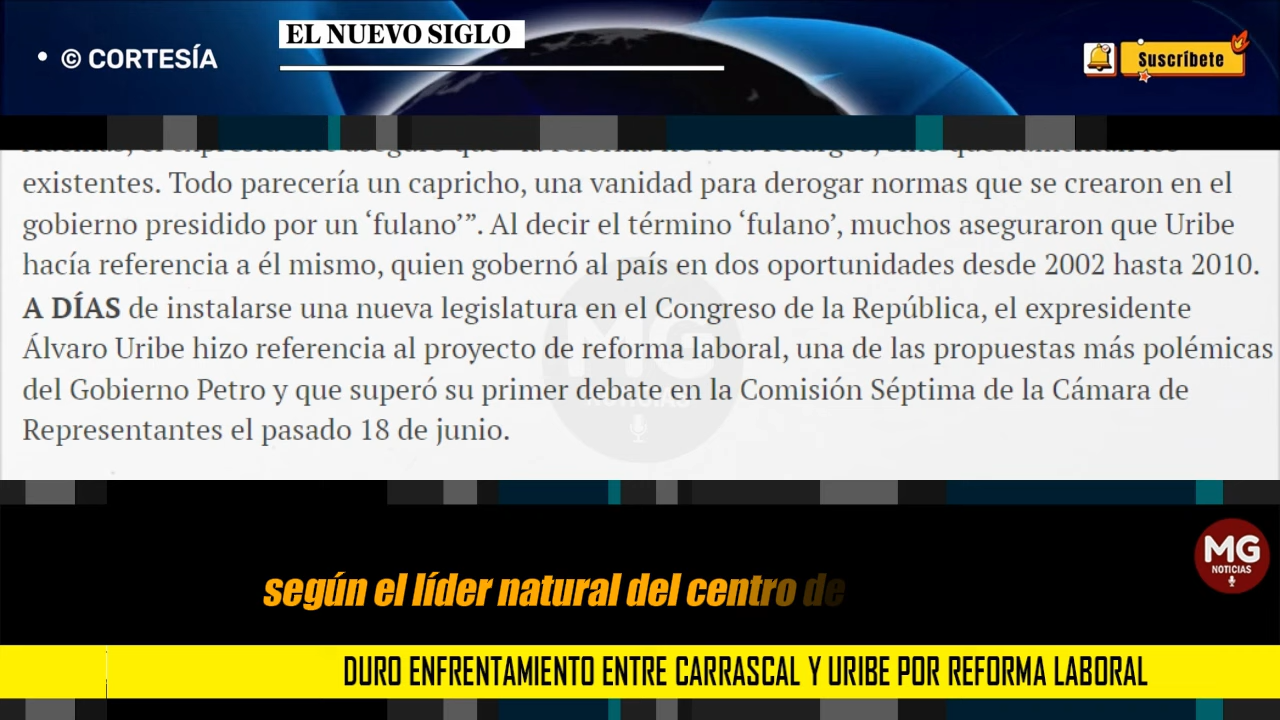 EL NUEVO SIGLO
• © CORTESÍA
Suscríbete
existentes. Todo parecería un capricho, una vanidad para derogar normas que se crearon en el
gobierno presidido por un ‘fulano’”. Al decir el término ‘fulano’, muchos aseguraron que Uribe
hacía referencia a él mismo, quien gobernó al país en dos oportunidades desde 2002 hasta 2010.
A DÍAS de instalarse una nueva legislatura en el Congreso de la República, el expresidente
Álvaro Uribe hizo referencia al proyecto de reforma laboral, una de las propuestas más polémicas
del Gobierno Petro y que superó su primer debate en la Comisión Séptima de la Cámara de
Representantes el pasado 18 de junio.
MG
NOTICIAS
según el líder natural del centro de
DURO ENFRENTAMIENTO ENTRE CARRASCAL Y URIBE POR REFORMA LABORAL